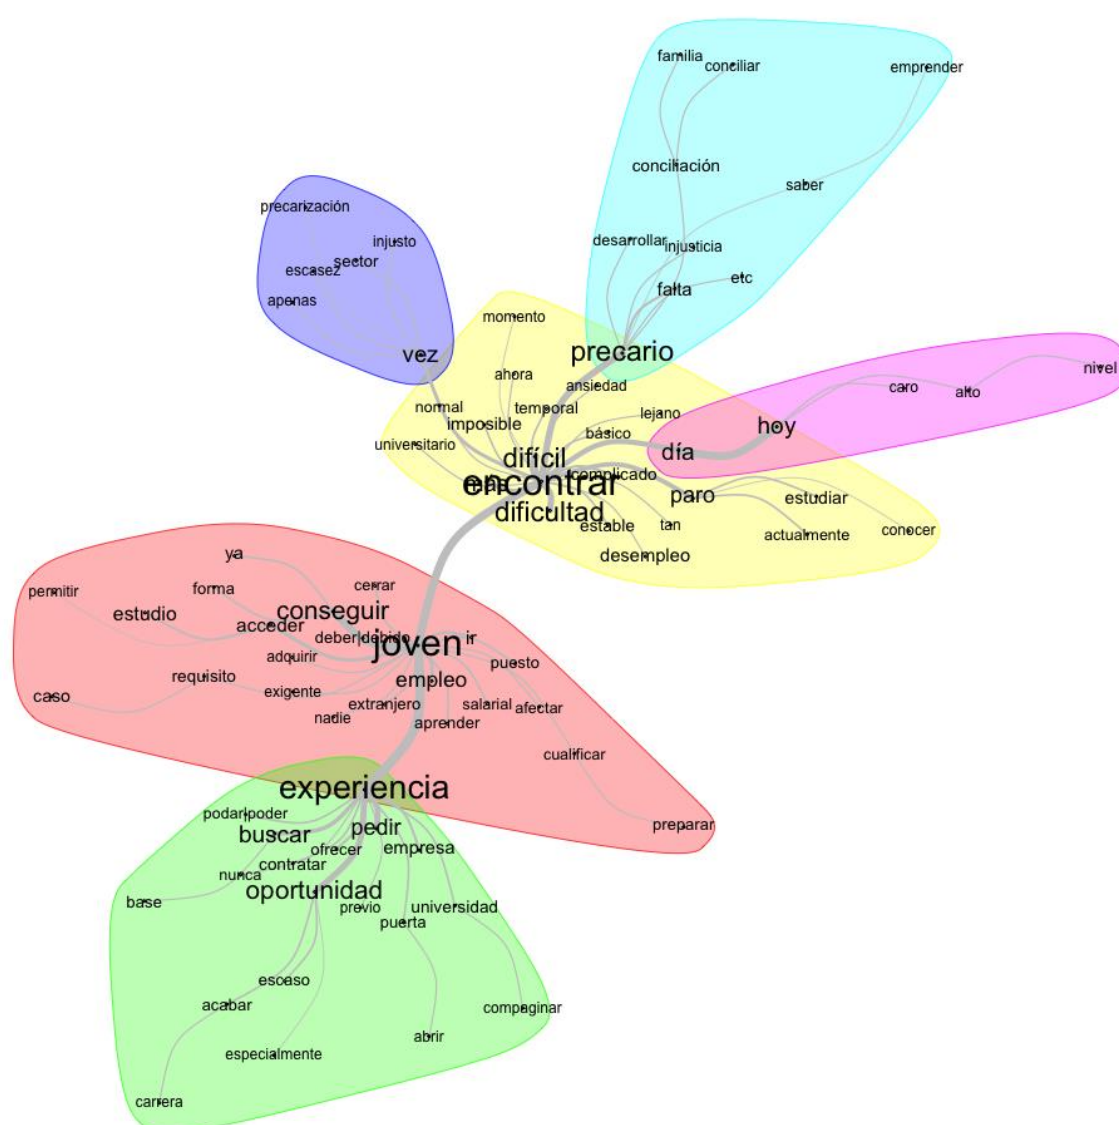 familia
conciliar
emprender
conciliación
saber
precarización
injusto
sector
escasez
apenas
desarrollar
injusticia
etc
falta
momento
vez
precario
nivel
ahora
ansiedad
caro
alto
normal
temporal
lejano
imposible
básico
hoy
universitario
día
difícil
complicado
encontrar
paro
estudiar
dificultad
estable
tan
actualmente
conocer
desempleo
ya
permitir
forma
cerrar
estudio
conseguir
acceder
deber|debido
joven
ir
adquirir
puesto
requisito
empleo
caso
exigente
extranjero
salarial
afectar
nadie
aprender
cualificar
experiencia
podar|poder
pedir
preparar
buscar
ofrecer
empresa
contratar
nunca
oportunidad
base
previo
universidad
puerta
escaso
acabar
compaginar
abrir
especialmente
carrera